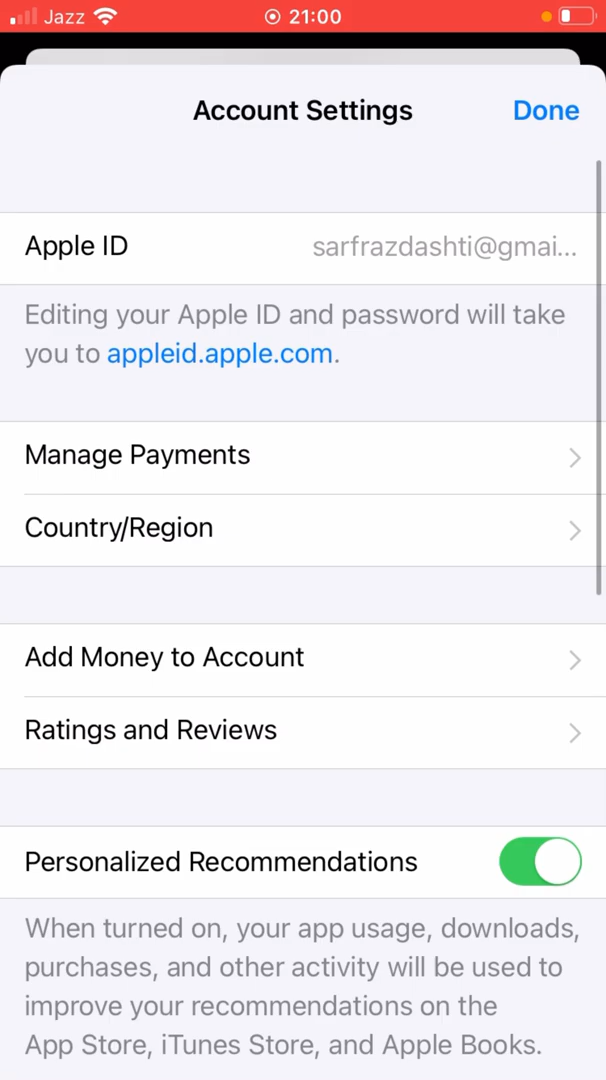 Jazz 21:00
Account Settings Done
Apple ID sarfrazdashti@gmai...
Editing your Apple ID and password will take
you to appleid.apple.com.
Manage Payments
Country/Region
Add Money to Account
Ratings and Reviews
Personalized Recommendations
When turned on, your app usage, downloads,
purchases, and other activity will be used to
improve your recommendations on the
App Store, iTunes Store, and Apple Books.